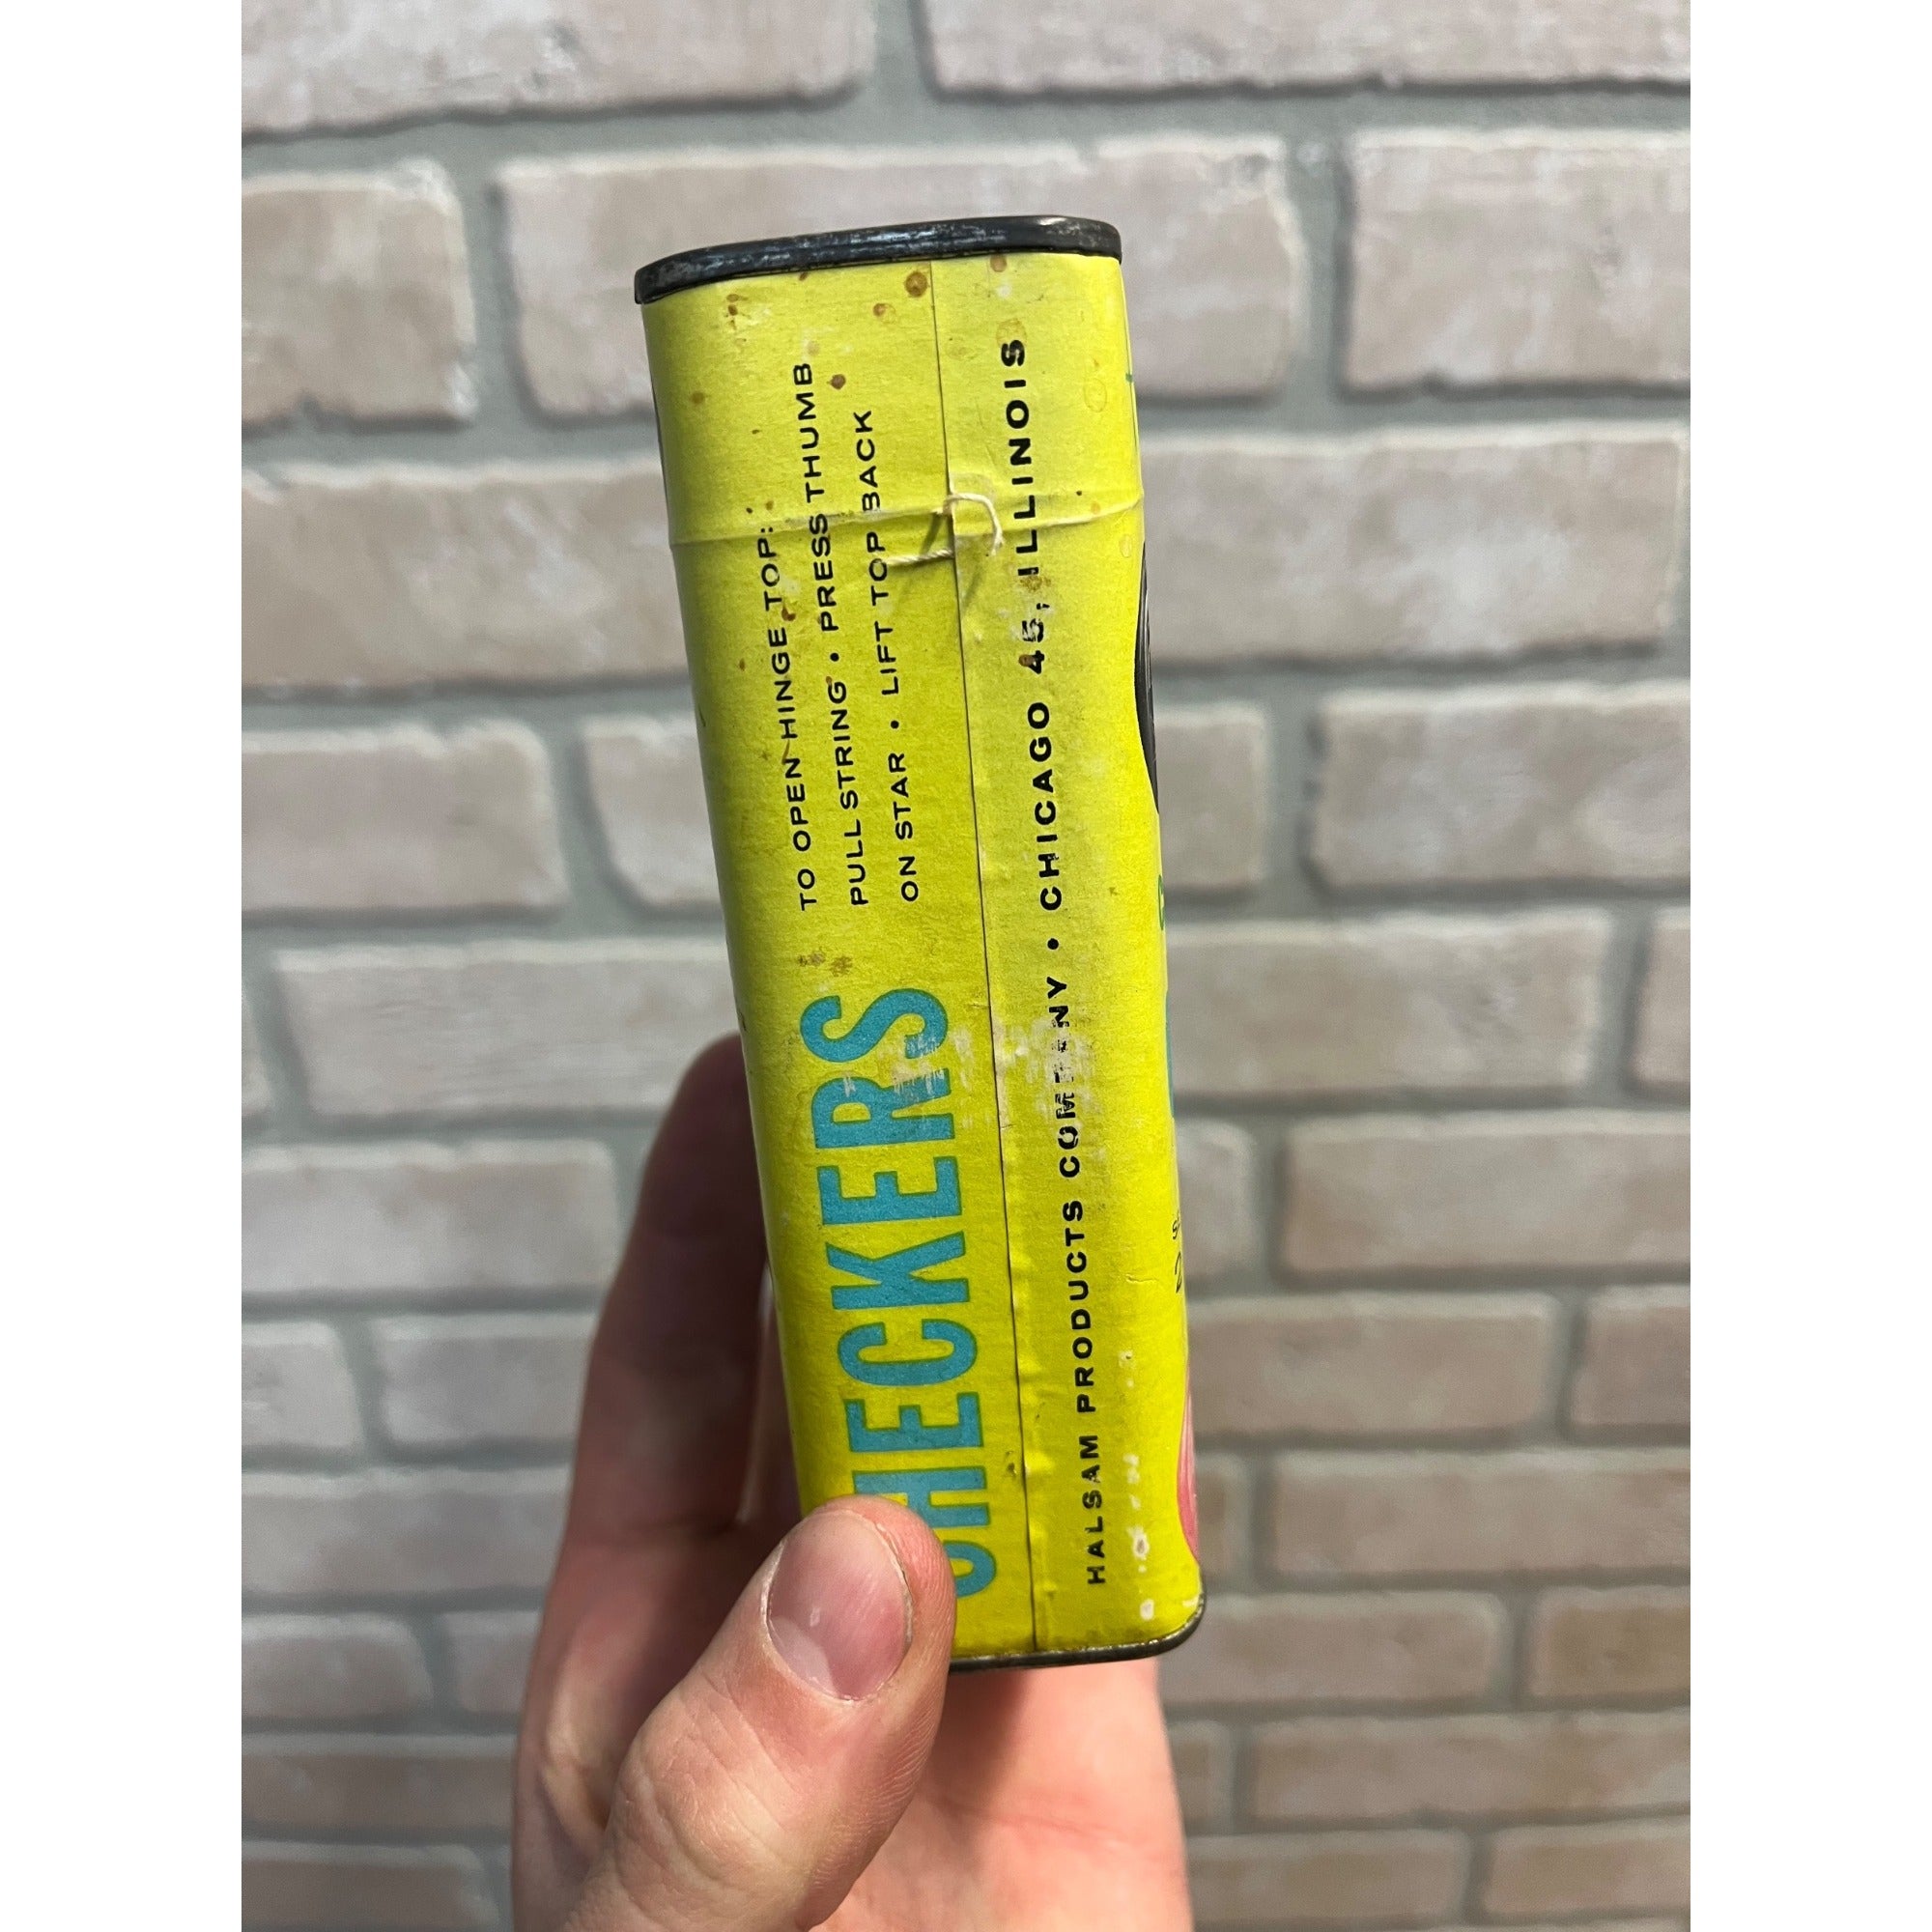 CHECKERS
TO OPEN HINGE TOP:
PULL STRING • PRESS THUMB
ON STAR • LIFT TOP BACK
HALSAM PRODUCTS COMPANY • CHICAGO 45, ILLINOIS